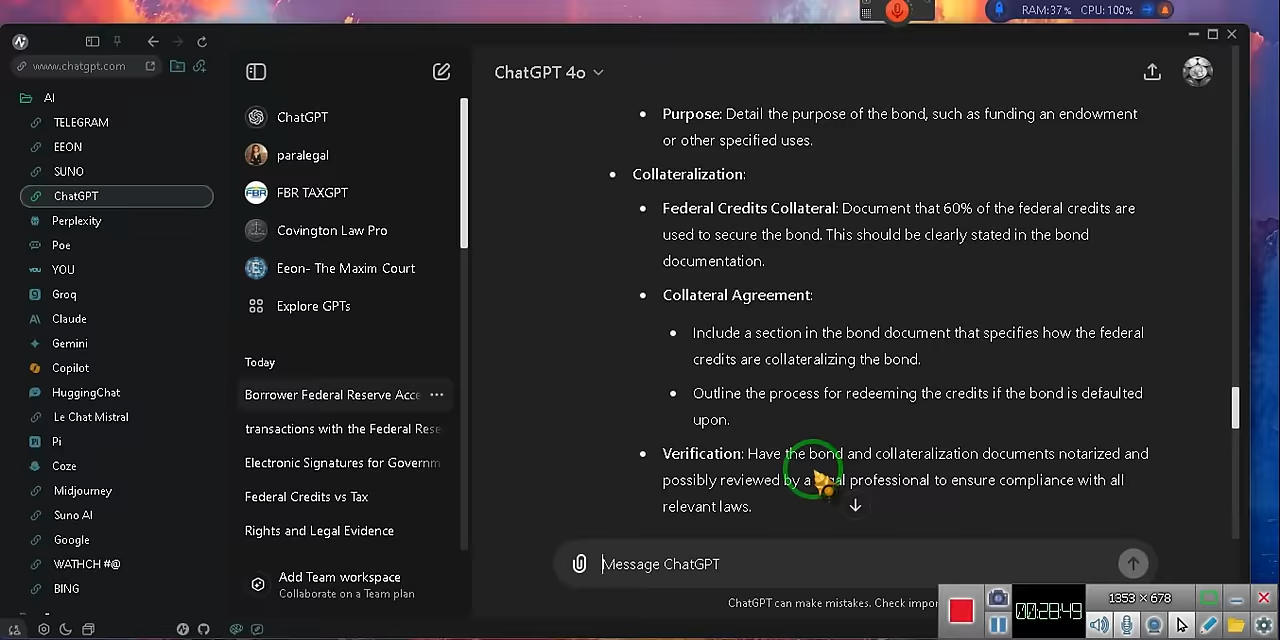 RAM:37% CPU: 100%
www.chatgpt.com
AI
TELEGRAM
EEON
SUNO
ChatGPT
Perplexity
Poe
YOU
Groq
Claude
Gemini
Copilot
HuggingChat
Le Chat Mistral
Pi
Coze
Midjourney
Suno AI
Google
WATHCH #@
BING
ChatGPT
paralegal
FBR TAXGPT
Covington Law Pro
Eeon- The Maxim Court
Explore GPTs
Today
Borrower Federal Reserve Acce
transactions with the Federal Rese
Electronic Signatures for Governm
Federal Credits vs Tax
Rights and Legal Evidence
Add Team workspace
Collaborate on a Team plan
ChatGPT 4o
• Purpose: Detail the purpose of the bond, such as funding an endowment
or other specified uses.
• Collateralization:
• Federal Credits Collateral: Document that 60% of the federal credits are
used to secure the bond. This should be clearly stated in the bond
documentation.
• Collateral Agreement:
• Include a section in the bond document that specifies how the federal
credits are collateralizing the bond.
• Outline the process for redeeming the credits if the bond is defaulted
upon.
• Verification: Have the bond and collateralization documents notarized and
possibly reviewed by a legal professional to ensure compliance with all
relevant laws.
Message ChatGPT
ChatGPT can make mistakes. Check impor
1353 × 678
00:28:49